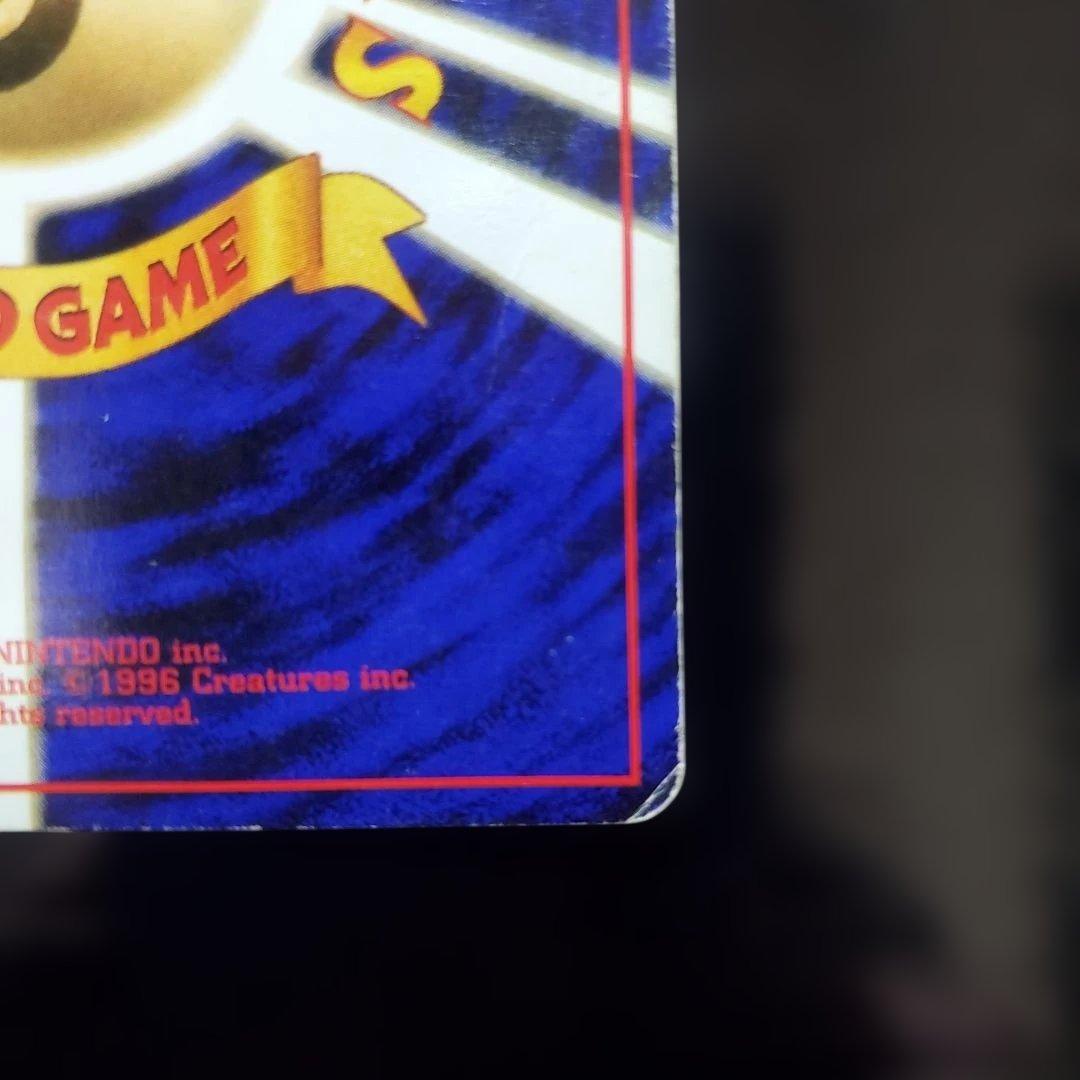 S
GAME
NINTENDO inc.
inc. © 1996 Creatures inc.
hts reserved.